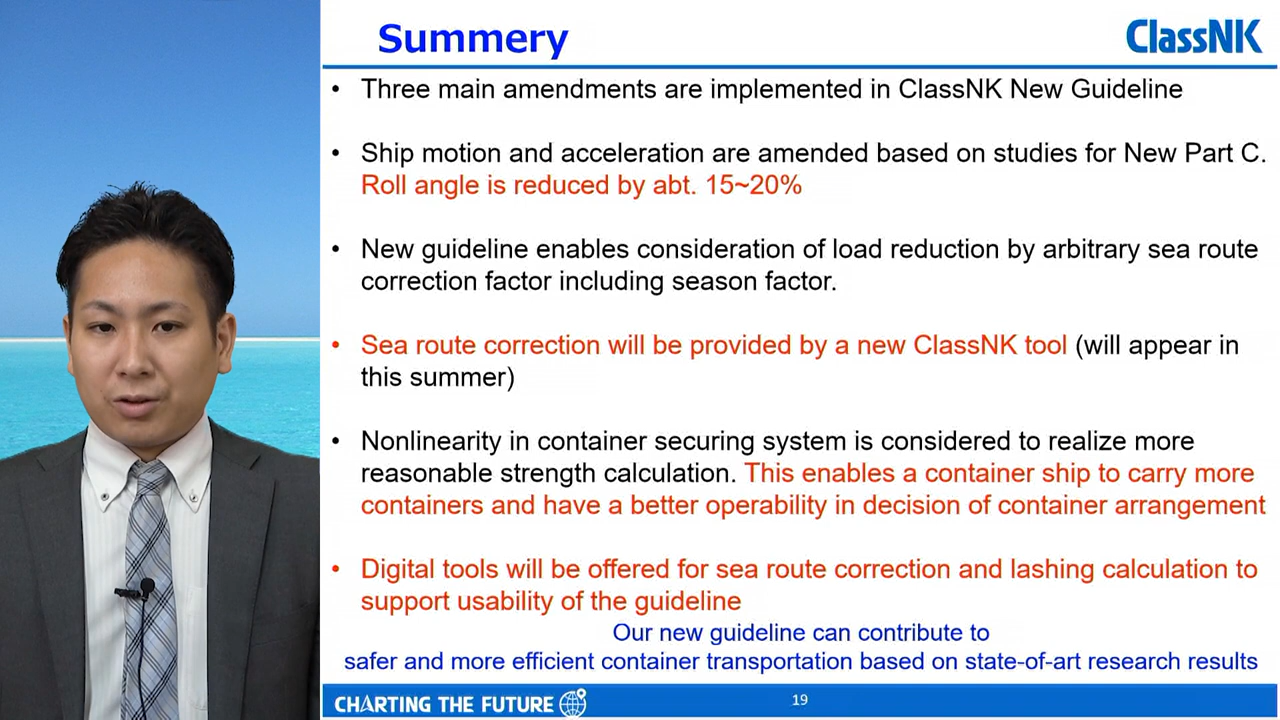 Summery
ClassNK
• Three main amendments are implemented in ClassNK New Guideline
• Ship motion and acceleration are amended based on studies for New Part C.
Roll angle is reduced by abt. 15~20%
• New guideline enables consideration of load reduction by arbitrary sea route
correction factor including season factor.
• Sea route correction will be provided by a new ClassNK tool (will appear in
this summer)
• Nonlinearity in container securing system is considered to realize more
reasonable strength calculation. This enables a container ship to carry more
containers and have a better operability in decision of container arrangement
• Digital tools will be offered for sea route correction and lashing calculation to
support usability of the guideline
Our new guideline can contribute to
safer and more efficient container transportation based on state-of-art research results
CHARTING THE FUTURE
19